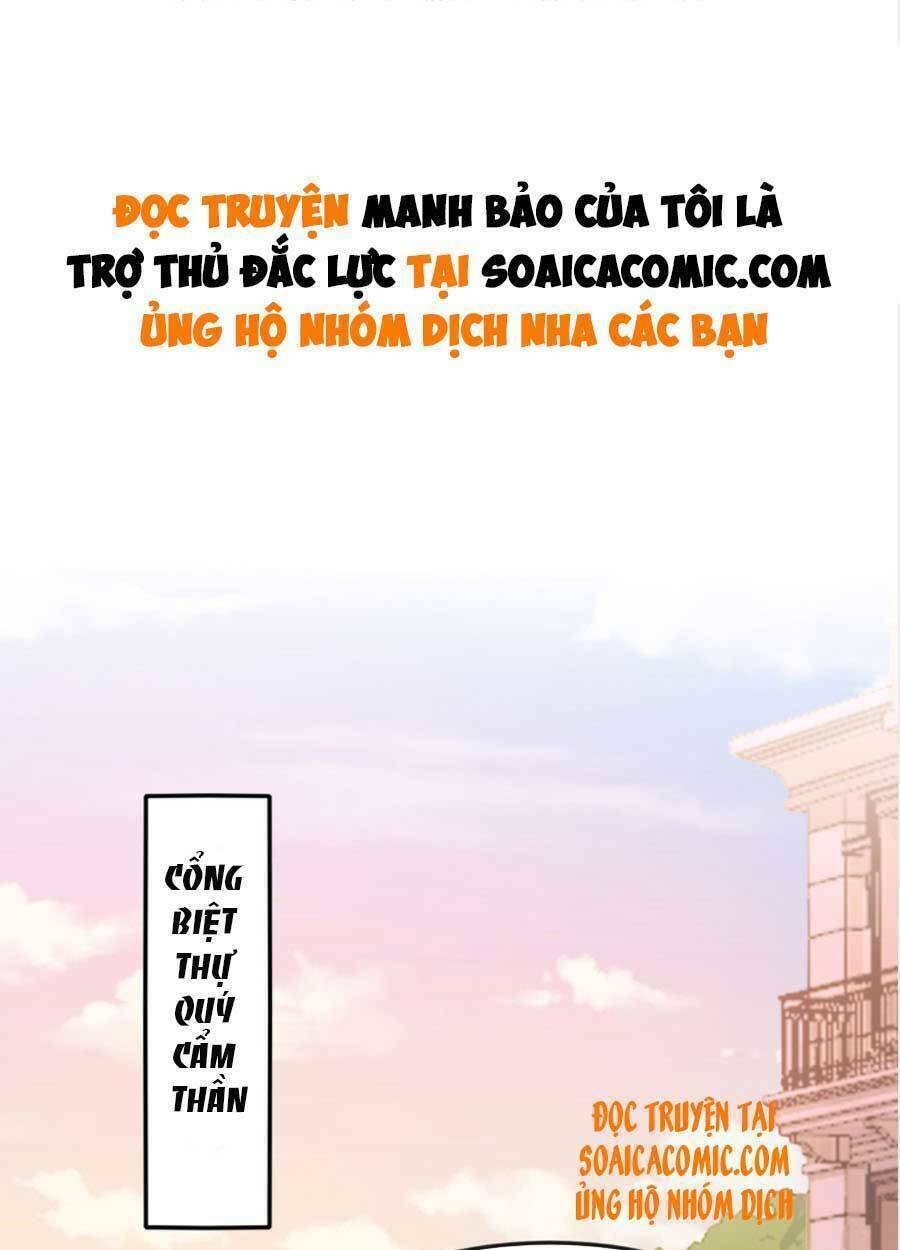 ĐỌC TRUYỆN MANH BẢO CỦA TÔI LÀ
TRỢ THỦ ĐẮC LỰC TẠI SOAICACOMIC.COM
ỦNG HỘ NHÓM DỊCH NHA CÁC BẠN
CỔNG
BIỆT
THỰ
QUÝ
CẨM
THẦN
ĐỌC TRUYỆN TẠI
SOAICACOMIC.COM
ỦNG HỘ NHÓM DỊCH